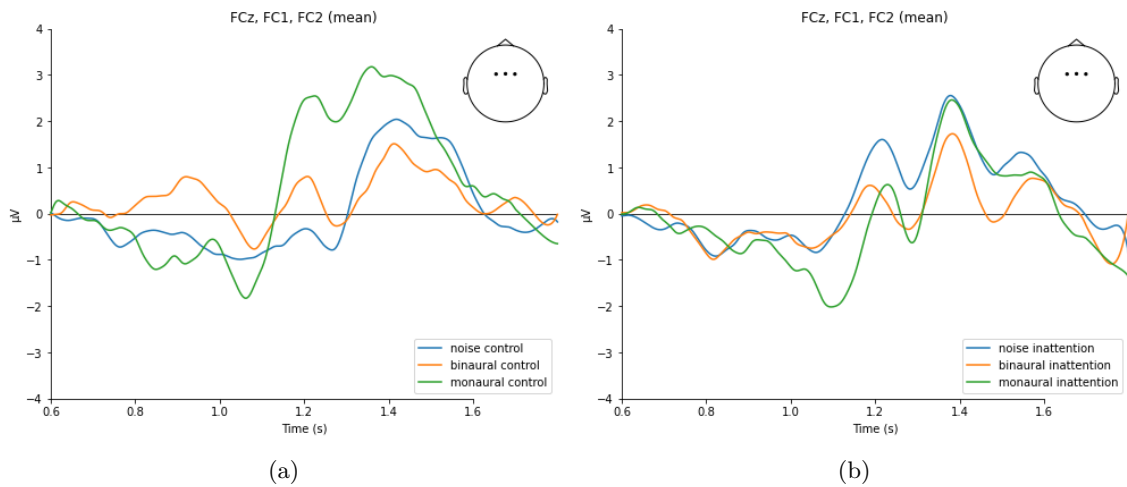 FCz, FC1, FC2 (mean)
4
3
2
1
0
−1
−2
−3
−4
µV
0.6
0.8
1.0
1.2
1.4
1.6
Time (s)
noise control
binaural control
monaural control
(a)
FCz, FC1, FC2 (mean)
4
3
2
1
0
−1
−2
−3
−4
µV
0.6
0.8
1.0
1.2
1.4
1.6
Time (s)
noise inattention
binaural inattention
monaural inattention
(b)